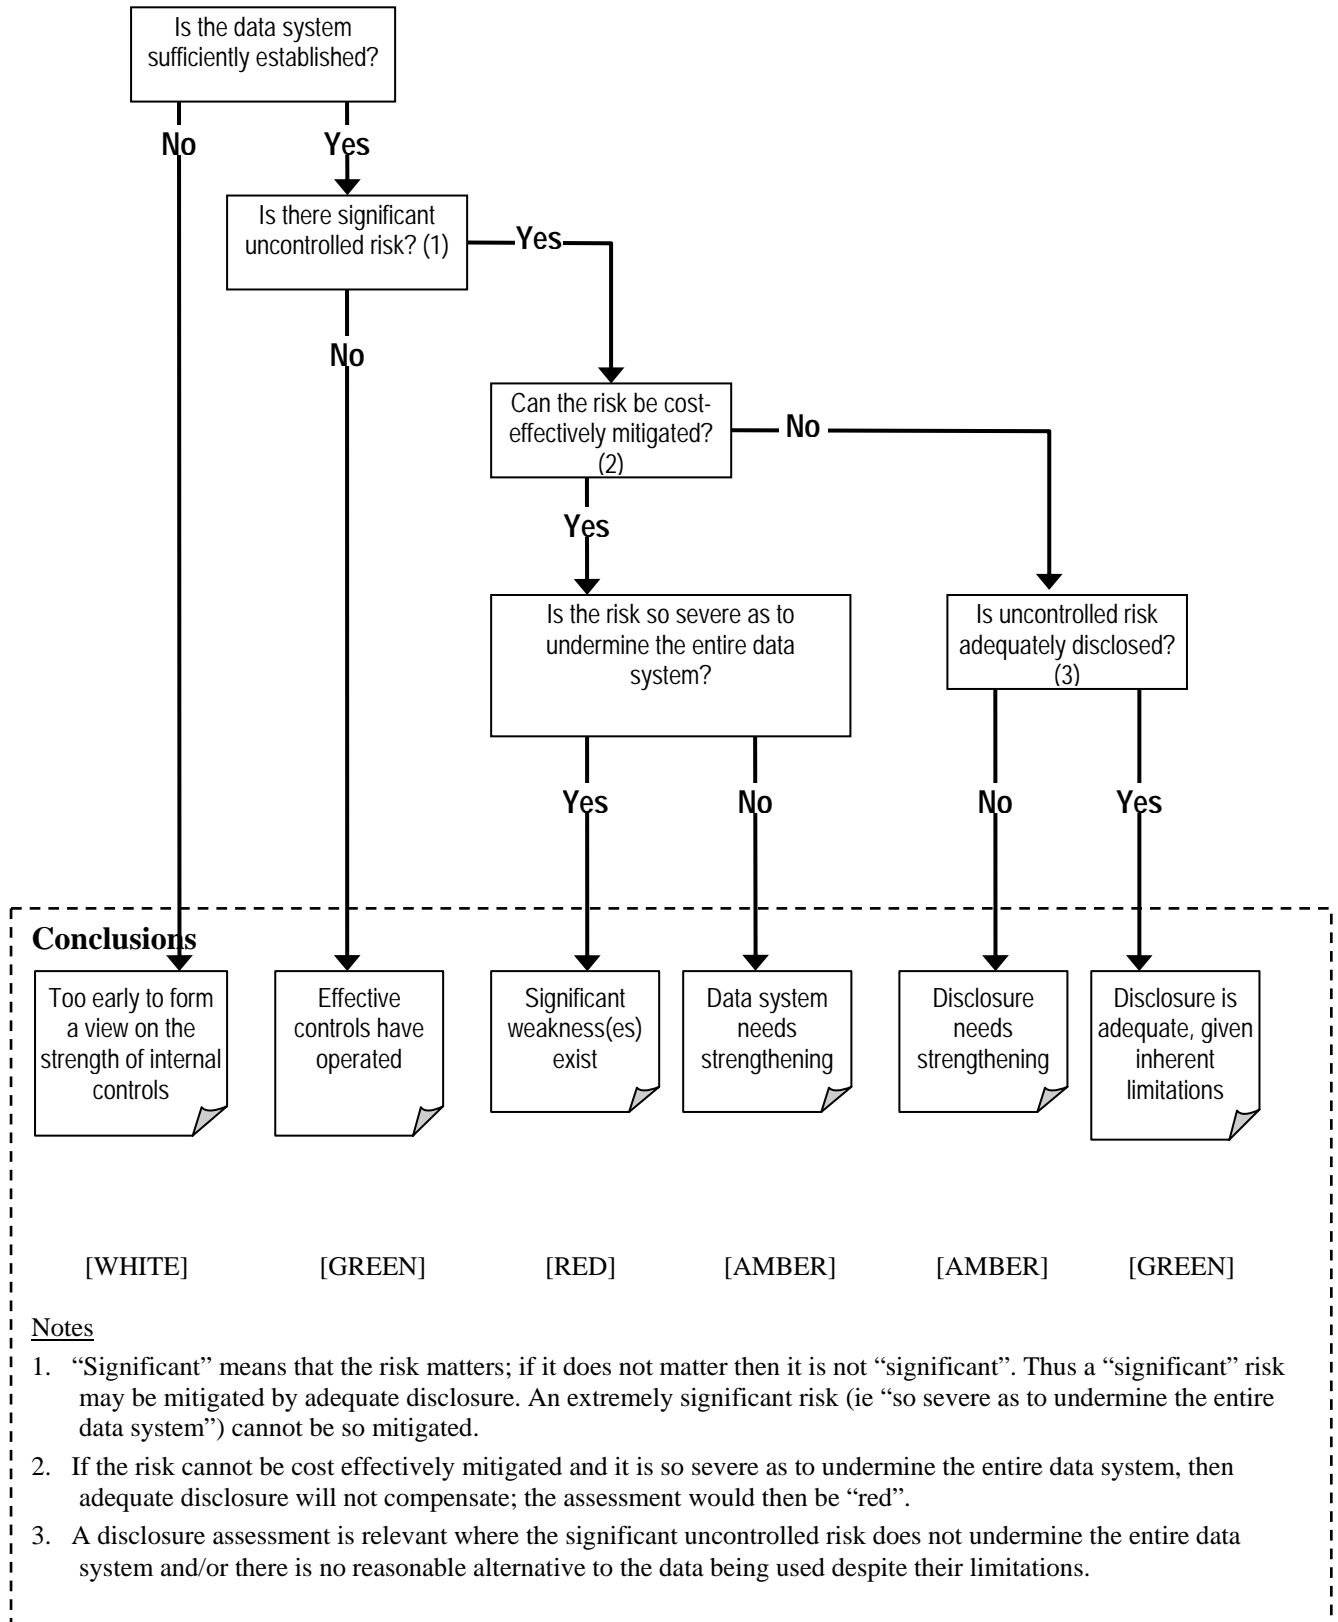 Is the data system
sufficiently established?
No
Yes
Is there significant
uncontrolled risk? (1)
Yes
No
Can the risk be cost-
effectively mitigated?
(2)
No
Yes
Is the risk so severe as to
undermine the entire data
system?
Is uncontrolled risk
adequately disclosed?
(3)
Yes
No
No
Yes
Conclusions
Too early to form
a view on the
strength of internal
controls
Effective
controls have
operated
Significant
weakness(es)
exist
Data system
needs
strengthening
Disclosure
needs
strengthening
Disclosure is
adequate, given
inherent
limitations
[WHITE]
[GREEN]
[RED]
[AMBER]
[AMBER]
[GREEN]
Notes
1. “Significant” means that the risk matters; if it does not matter then it is not “significant”. Thus a “significant” risk
may be mitigated by adequate disclosure. An extremely significant risk (ie “so severe as to undermine the entire
data system”) cannot be so mitigated.
2. If the risk cannot be cost effectively mitigated and it is so severe as to undermine the entire data system, then
adequate disclosure will not compensate; the assessment would then be “red”.
3. A disclosure assessment is relevant where the significant uncontrolled risk does not undermine the entire data
system and/or there is no reasonable alternative to the data being used despite their limitations.